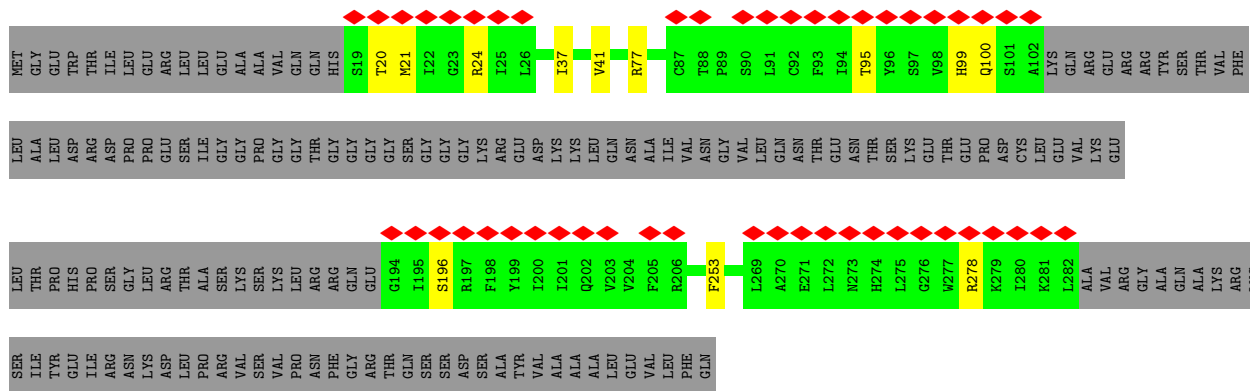 MET GLY GLU TRP THR ILE LEU GLU ARG LEU LEU GLU ALA ALA VAL GLN GLN HIS S19 T20 M21 I22 G23 R24 I25 L26 I37 V41 R77 C87 T88 P89 S90 L91 C92 F93 I94 T95 Y96 S97 V98 H99 Q100 S101 A102 LYS GLN ARG GLU ARG ARG TYR SER THR VAL PHE
LEU ALA LEU ASP ARG ASP PRO PRO GLU SER ILE GLY GLY PRO GLY GLY THR GLY GLY GLY GLY SER GLY GLY GLY LYS ARG GLU ASP LYS LYS LEU GLN ASN ALA ILE VAL ASN GLY VAL LEU GLN ASN THR GLU ASN THR SER LYS GLU THR GLU PRO ASP CYS LEU GLU VAL LYS GLU
LEU THR PRO HIS PRO SER GLY LEU ARG THR ALA SER LYS SER SER LYS LEU ARG ARG GLN GLU G194 I195 S196 R197 F198 Y199 I200 I201 Q202 V203 V204 F205 R206 F253 L269 A270 E271 L272 N273 H274 L275 G276 W277 R278 K279 I280 K281 L282 ALA VAL ARG GLY ALA GLN ALA LYS ARG
SER ILE TYR GLU ILE ARG ASN LYS ASP LEU PRO ARG VAL SER VAL PRO ASN PHE GLY ARG THR GLN SER SER ASP SER SER ALA TYR VAL ALA ALA ALA LEU GLU VAL LEU PHE GLN